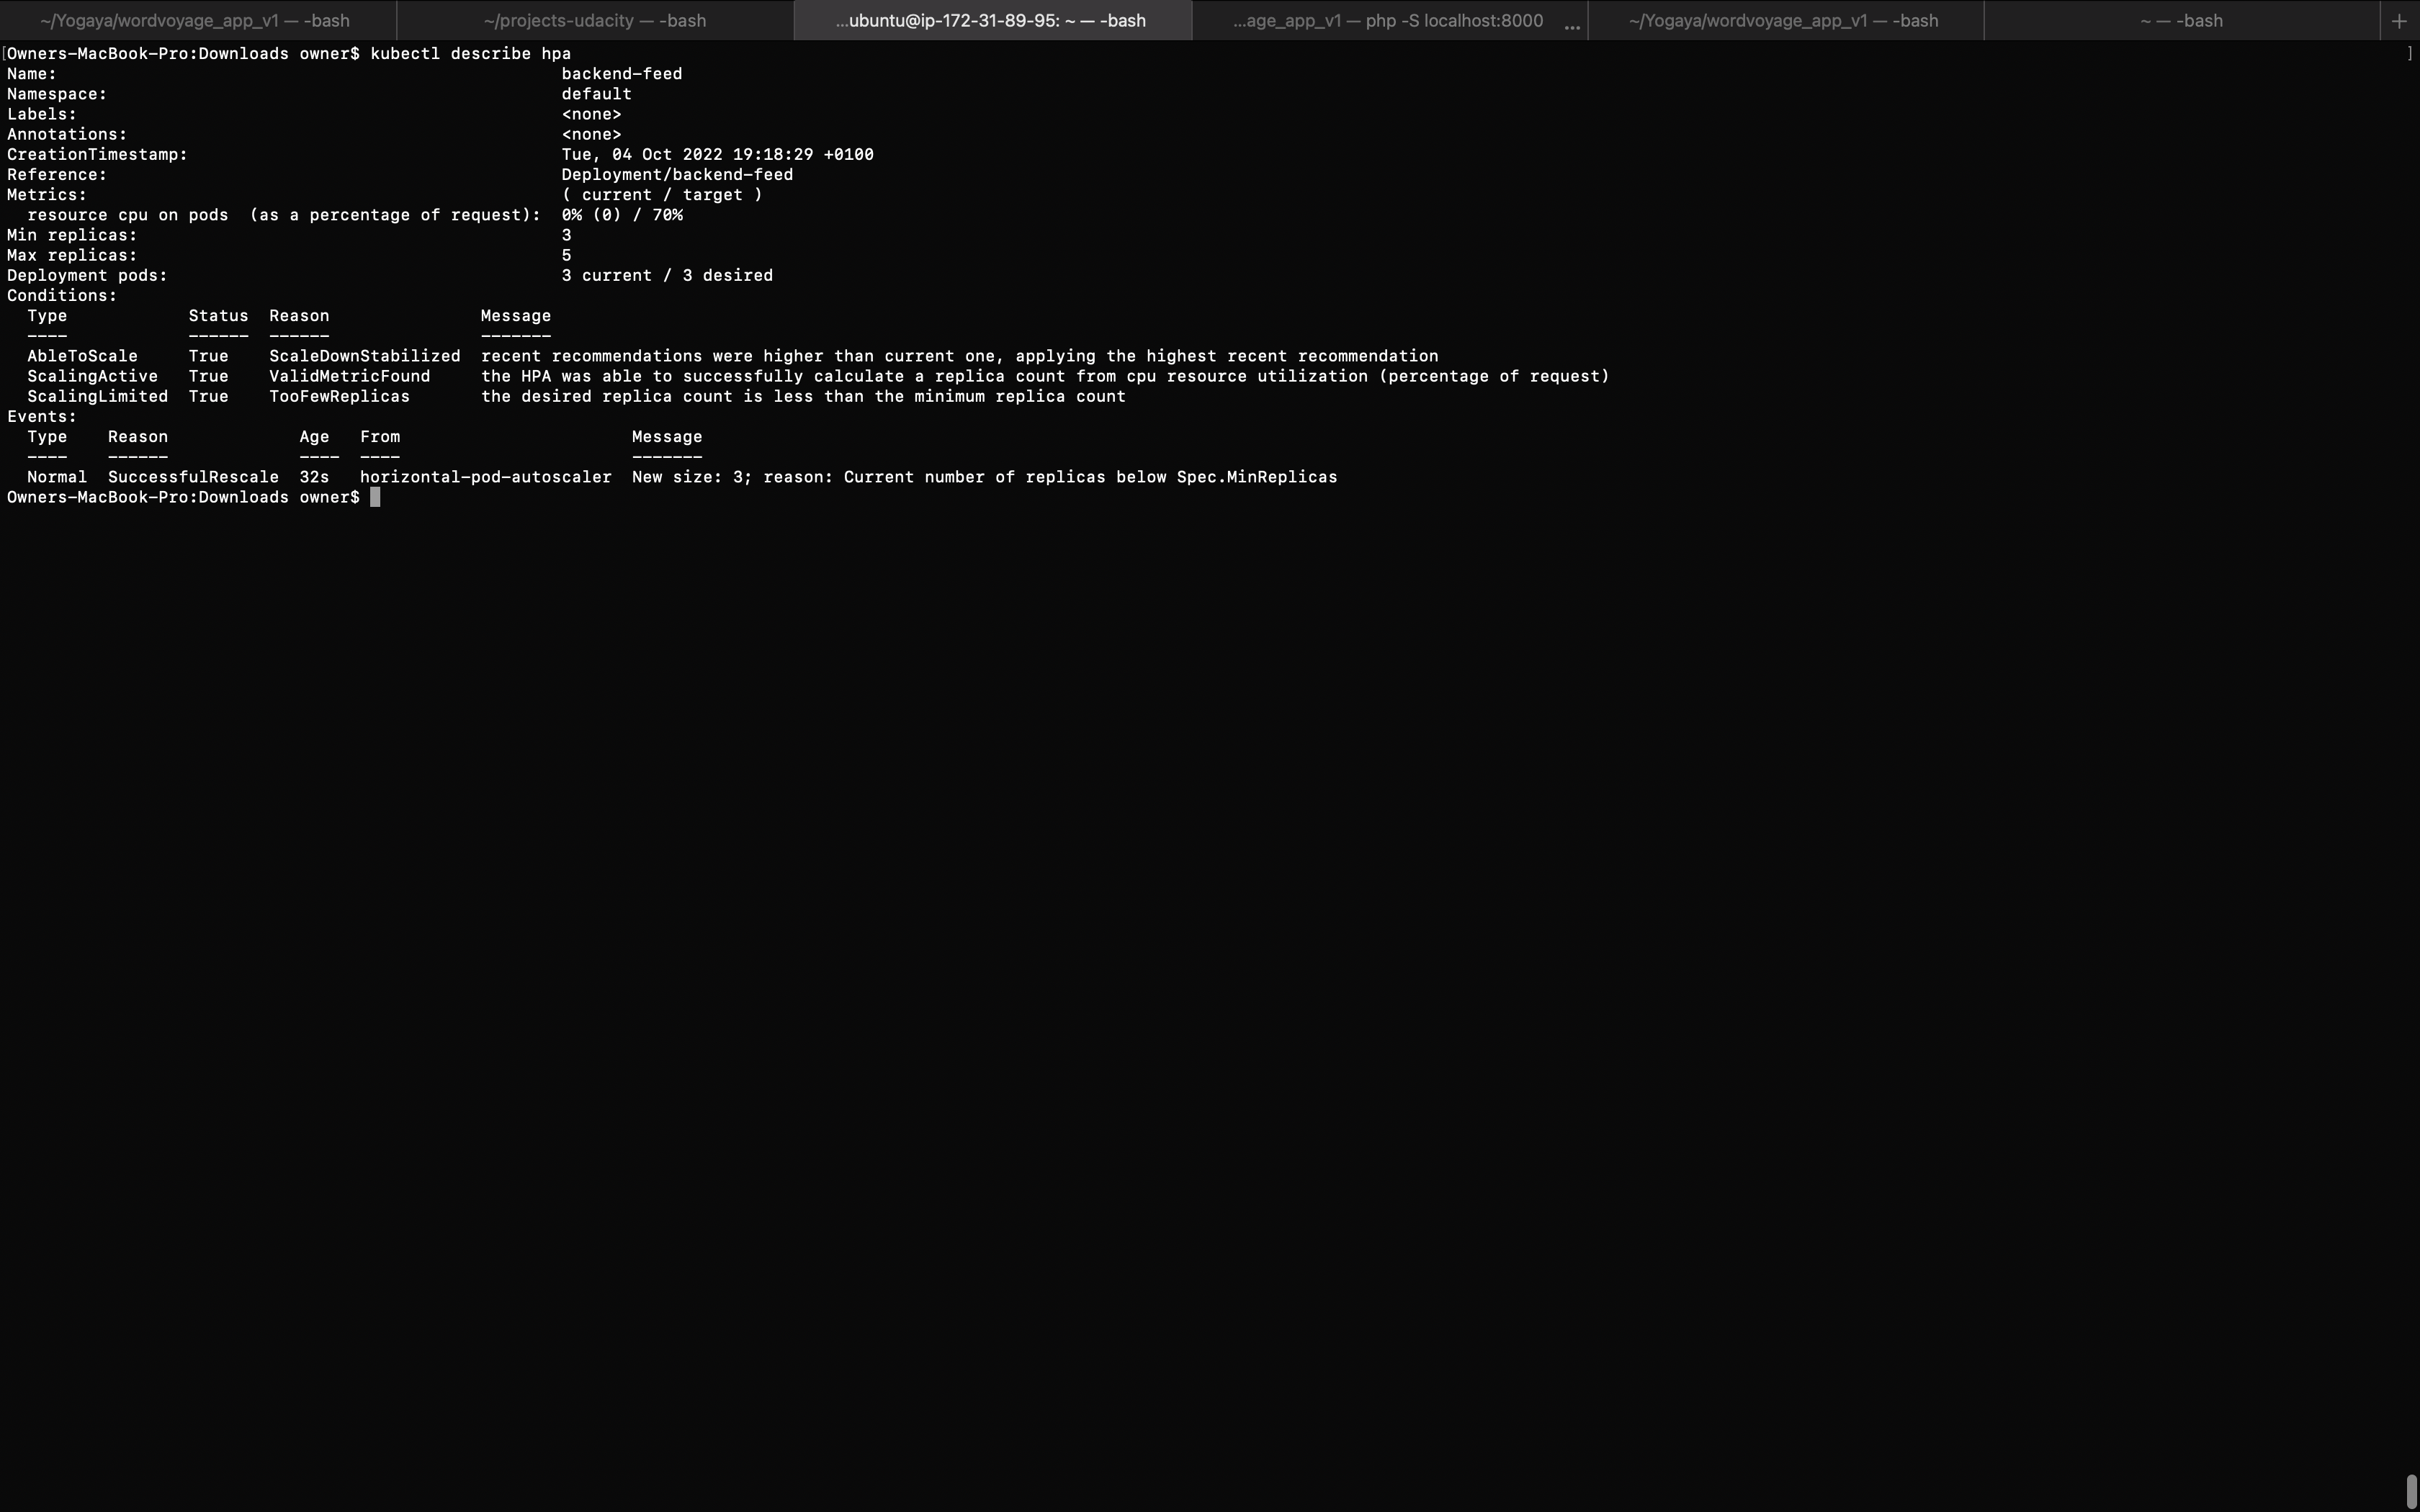 ~/Yogaya/wordvoyage_app_v1 — -bash ~/projects-udacity — -bash ...ubuntu@ip-172-31-89-95: ~ — -bash ...age_app_v1 — php -S localhost:8000 ... ~/Yogaya/wordvoyage_app_v1 — -bash ~ — -bash +
[Owners-MacBook-Pro:Downloads owner$ kubectl describe hpa ]
Name: backend-feed
Namespace: default
Labels: <none>
Annotations: <none>
CreationTimestamp: Tue, 04 Oct 2022 19:18:29 +0100
Reference: Deployment/backend-feed
Metrics: ( current / target )
  resource cpu on pods  (as a percentage of request): 0% (0) / 70%
Min replicas: 3
Max replicas: 5
Deployment pods: 3 current / 3 desired
Conditions:
  Type            Status  Reason               Message
  ----            ------  ------               -------
  AbleToScale     True    ScaleDownStabilized  recent recommendations were higher than current one, applying the highest recent recommendation
  ScalingActive   True    ValidMetricFound     the HPA was able to successfully calculate a replica count from cpu resource utilization (percentage of request)
  ScalingLimited  True    TooFewReplicas       the desired replica count is less than the minimum replica count
Events:
  Type    Reason             Age   From                       Message
  ----    ------             ----  ----                       -------
  Normal  SuccessfulRescale  32s   horizontal-pod-autoscaler  New size: 3; reason: Current number of replicas below Spec.MinReplicas
Owners-MacBook-Pro:Downloads owner$